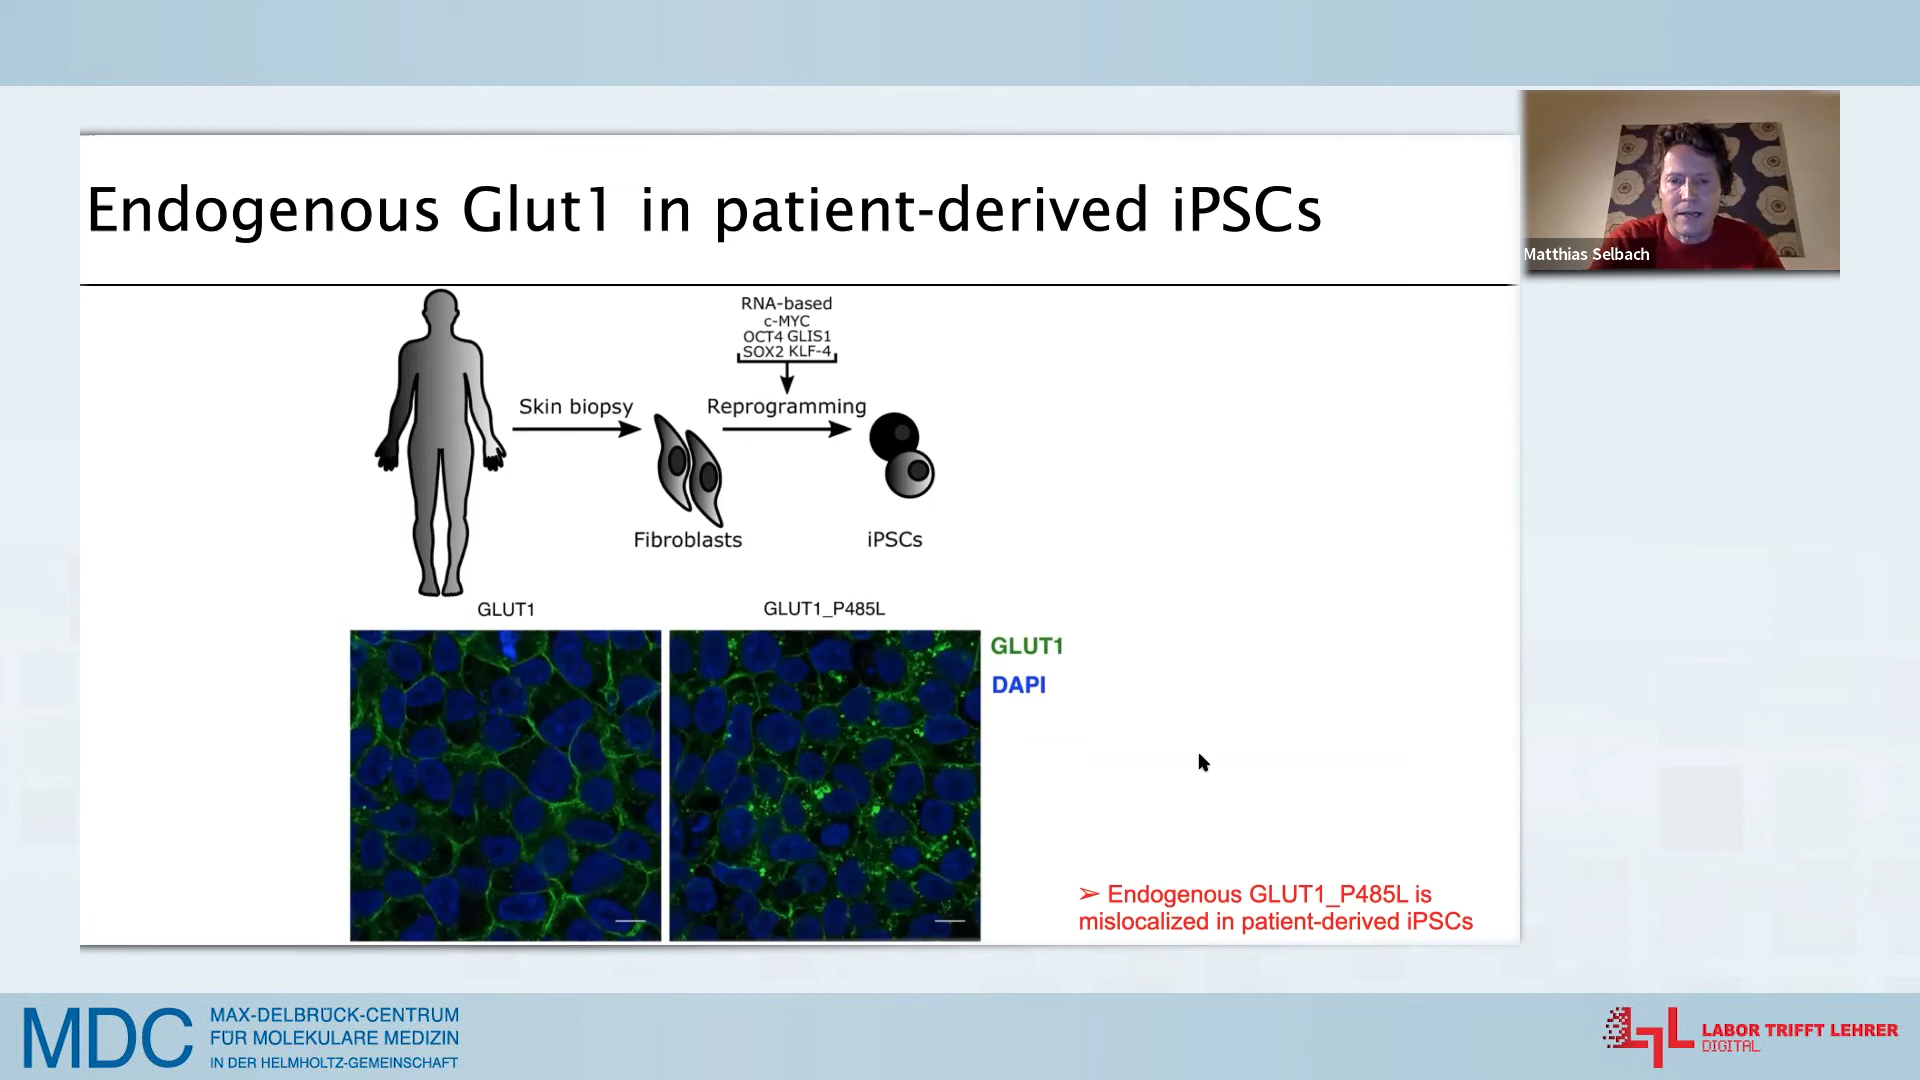 Endogenous Glut1 in patient-derived iPSCs
Matthias Selbach
RNA-based
c-MYC
OCT4 GLIS1
SOX2 KLF-4
Skin biopsy
Reprogramming
Fibroblasts
iPSCs
GLUT1
GLUT1_P485L
GLUT1
DAPI
➢ Endogenous GLUT1_P485L is
mislocalized in patient-derived iPSCs
MDC
MAX-DELBRÜCK-CENTRUM
FÜR MOLEKULARE MEDIZIN
IN DER HELMHOLTZ-GEMEINSCHAFT
LABOR TRIFFT LEHRER
DIGITAL